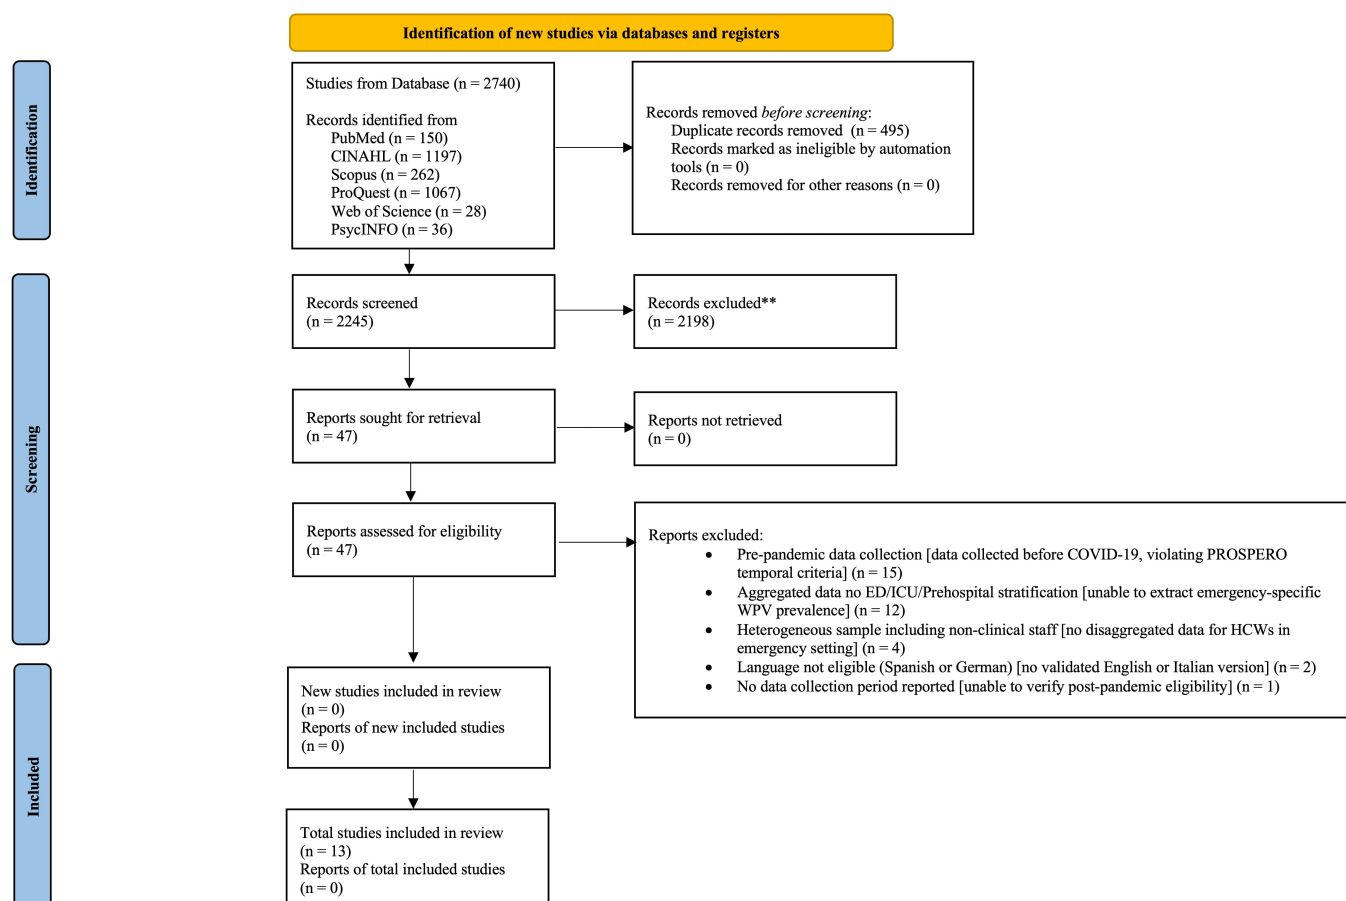 Identification of new studies via databases and registers
Identification
Studies from Database (n = 2740)
Records identified from
PubMed (n = 150)
CINAHL (n = 1197)
Scopus (n = 262)
ProQuest (n = 1067)
Web of Science (n = 28)
PsycINFO (n = 36)
Records removed before screening:
Duplicate records removed (n = 495)
Records marked as ineligible by automation
tools (n = 0)
Records removed for other reasons (n = 0)
Screening
Records screened
(n = 2245)
Records excluded**
(n = 2198)
Reports sought for retrieval
(n = 47)
Reports not retrieved
(n = 0)
Reports assessed for eligibility
(n = 47)
Reports excluded:
• Pre-pandemic data collection [data collected before COVID-19, violating PROSPERO
temporal criteria] (n = 15)
• Aggregated data no ED/ICU/Prehospital stratification [unable to extract emergency-specific
WPV prevalence] (n = 12)
• Heterogeneous sample including non-clinical staff [no disaggregated data for HCWs in
emergency setting] (n = 4)
• Language not eligible (Spanish or German) [no validated English or Italian version] (n = 2)
• No data collection period reported [unable to verify post-pandemic eligibility] (n = 1)
Included
New studies included in review
(n = 0)
Reports of new included studies
(n = 0)
Total studies included in review
(n = 13)
Reports of total included studies
(n = 0)